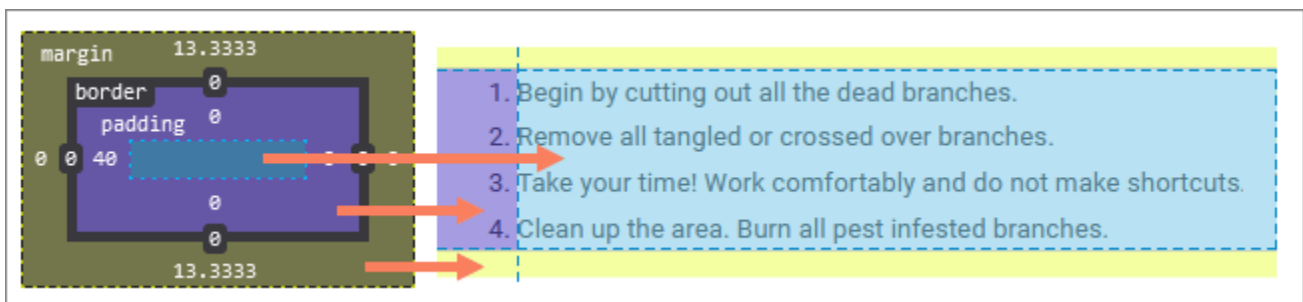 margin 13.3333
border 0
padding 0
0 0 40
0
0
13.3333
1. Begin by cutting out all the dead branches.
2. Remove all tangled or crossed over branches.
3. Take your time! Work comfortably and do not make shortcuts.
4. Clean up the area. Burn all pest infested branches.